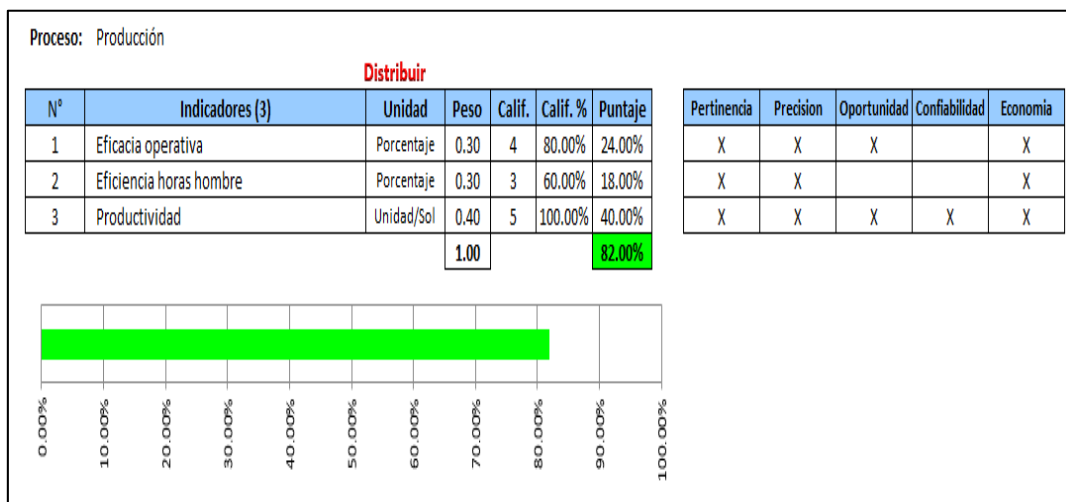 Proceso: Producción
Distribuir
N° Indicadores (3) Unidad Peso Calif. Calif. % Puntaje Pertinencia Precision Oportunidad Confiabilidad Economia
1 Eficacia operativa Porcentaje 0.30 4 80.00% 24.00% X X X X
2 Eficiencia horas hombre Porcentaje 0.30 3 60.00% 18.00% X X X
3 Productividad Unidad/Sol 0.40 5 100.00% 40.00% X X X X X
1.00 82.00%
0.00% 10.00% 20.00% 30.00% 40.00% 50.00% 60.00% 70.00% 80.00% 90.00% 100.00%